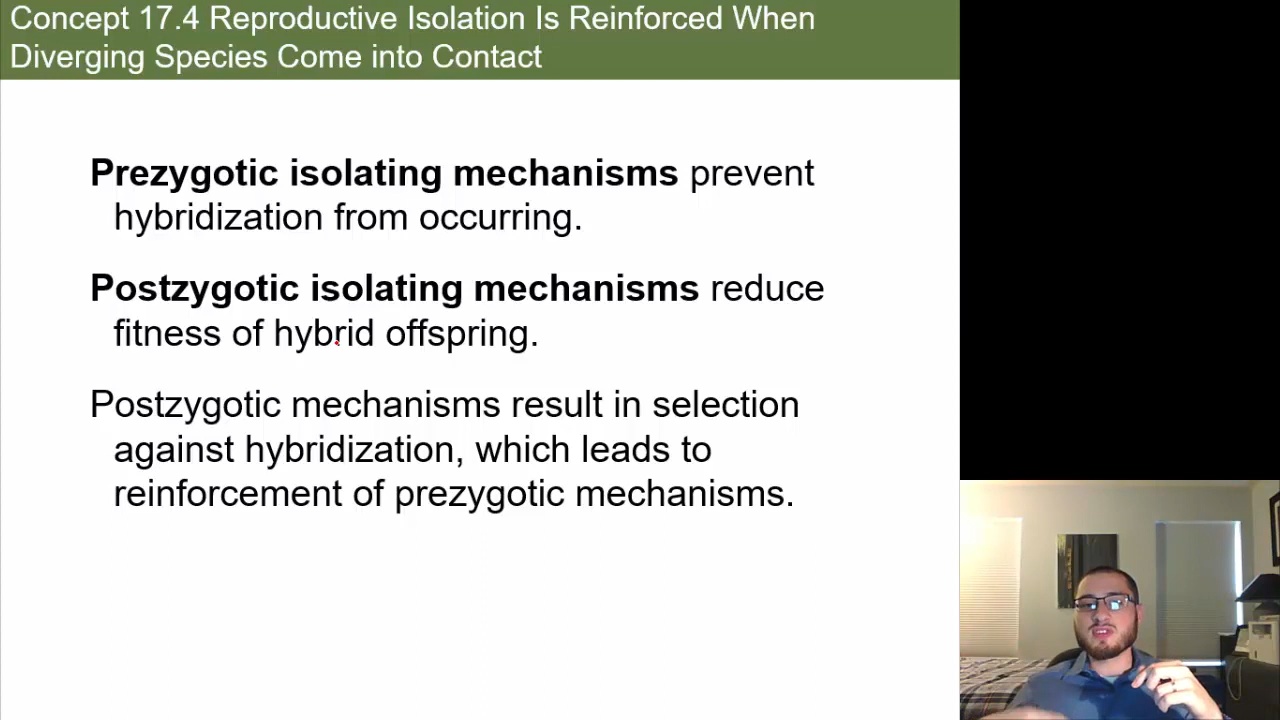 Concept 17.4 Reproductive Isolation Is Reinforced When
Diverging Species Come into Contact
Prezygotic isolating mechanisms prevent
hybridization from occurring.
Postzygotic isolating mechanisms reduce
fitness of hybrid offspring.
Postzygotic mechanisms result in selection
against hybridization, which leads to
reinforcement of prezygotic mechanisms.